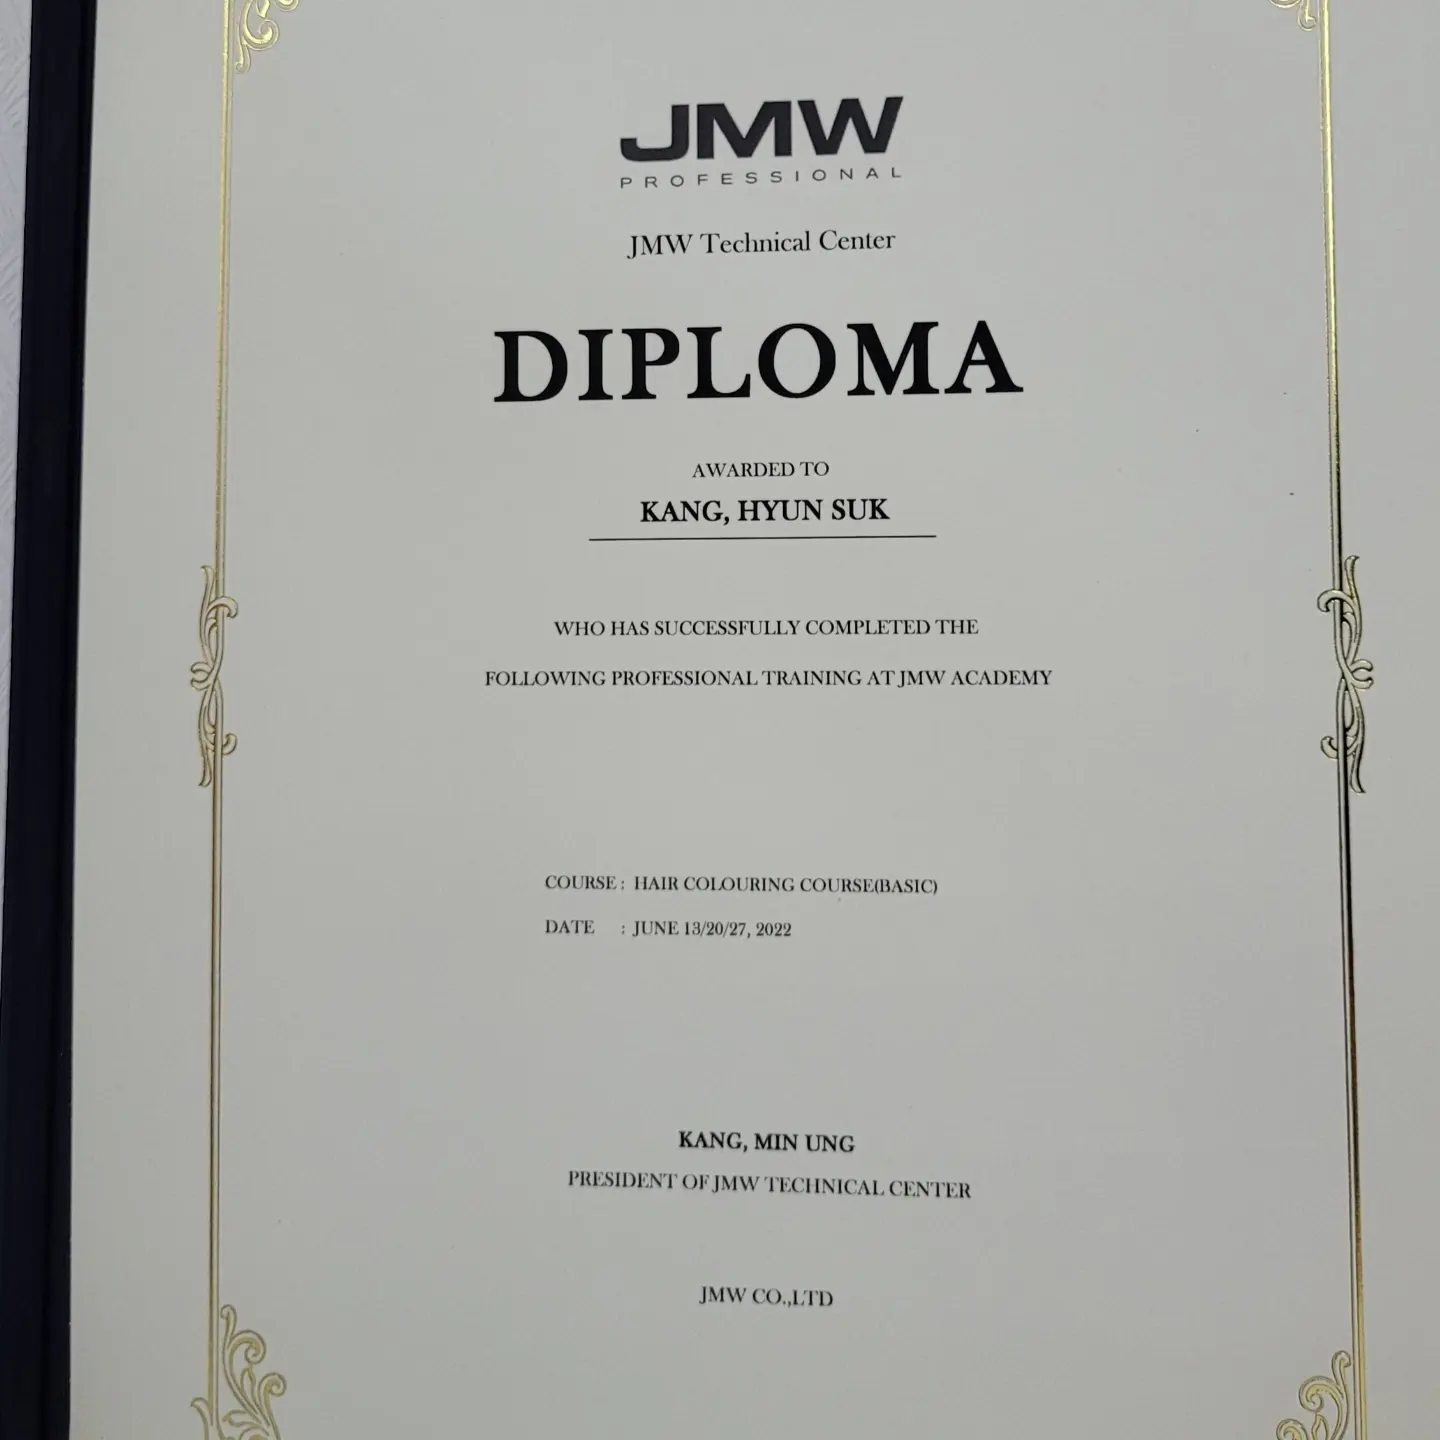 JMW
PROFESSIONAL
JMW Technical Center
DIPLOMA
AWARDED TO
KANG, HYUN SUK
WHO HAS SUCCESSFULLY COMPLETED THE
FOLLOWING PROFESSIONAL TRAINING AT JMW ACADEMY
COURSE : HAIR COLOURING COURSE(BASIC)
DATE : JUNE 13/20/27, 2022
KANG, MIN UNG
PRESIDENT OF JMW TECHNICAL CENTER
JMW CO.,LTD